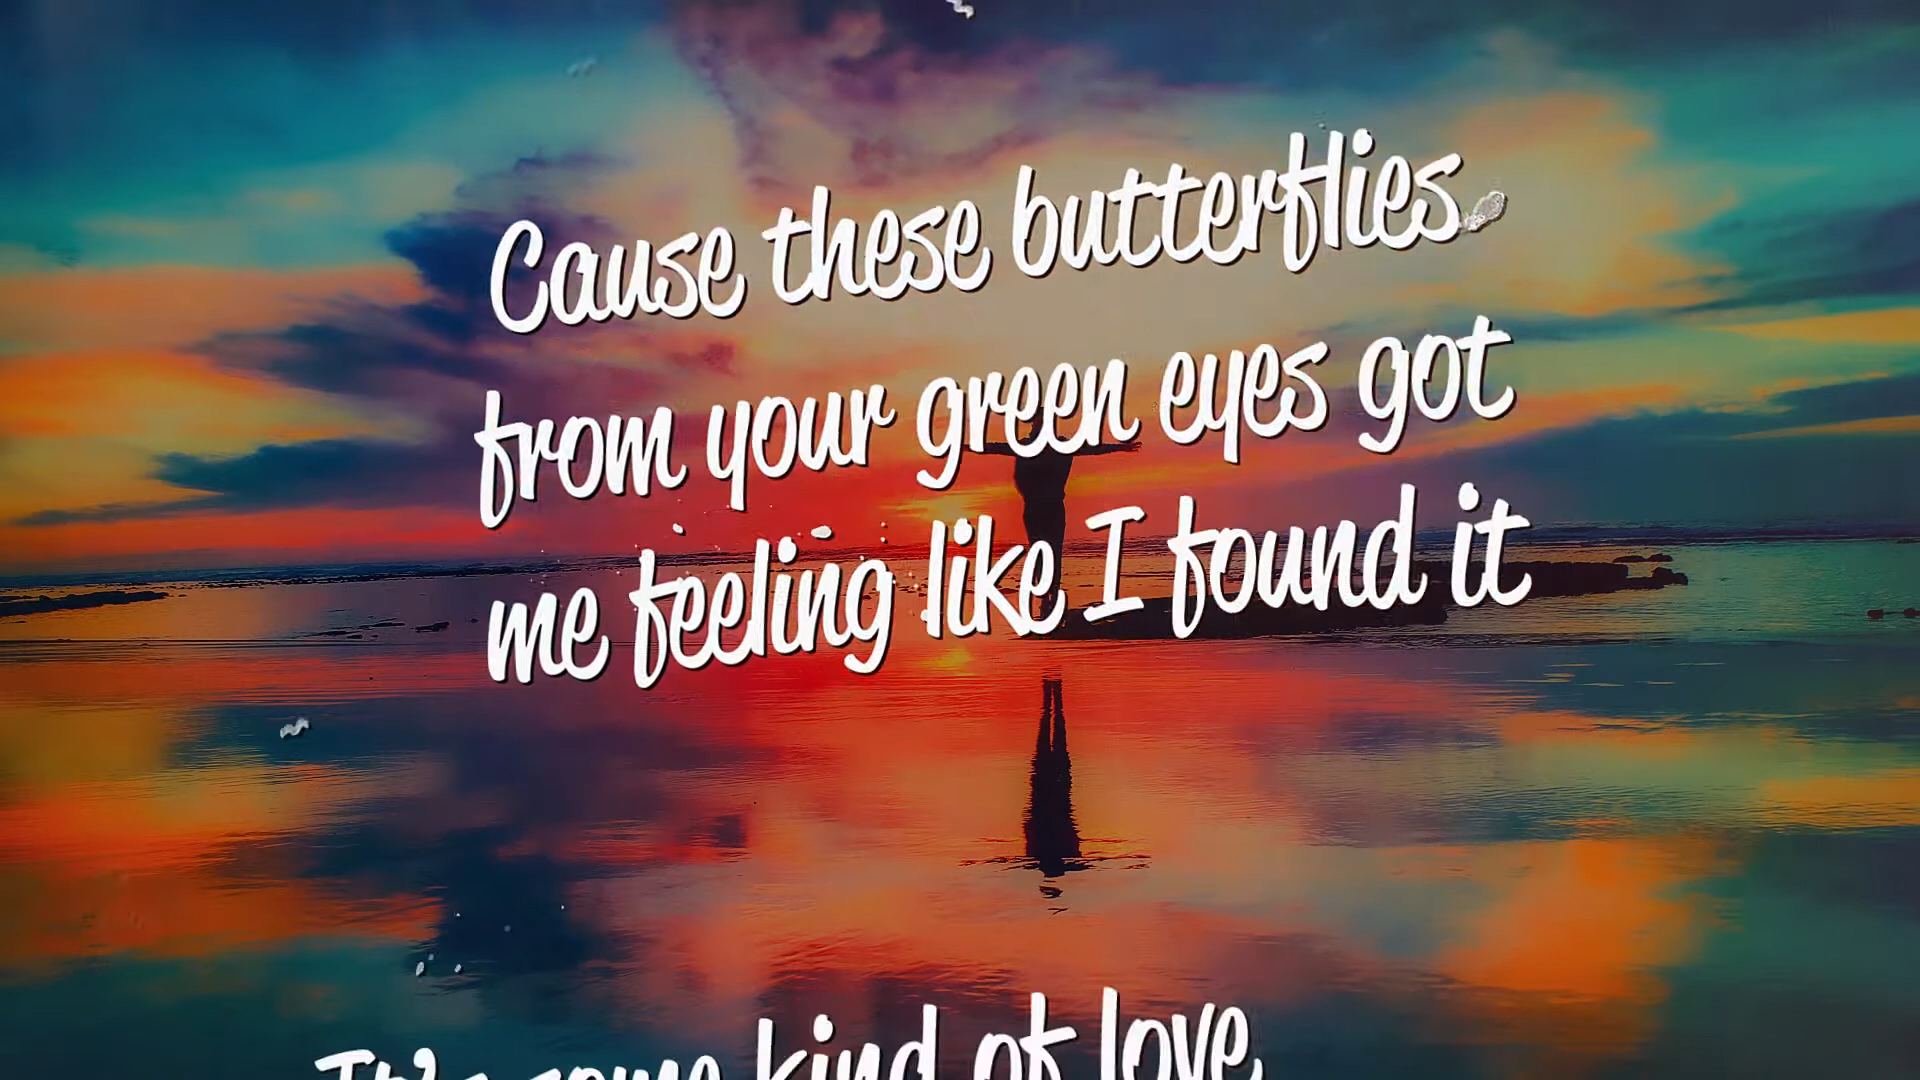 Cause these butterflies
from your green eyes got
me feeling like I found it
It's some kind of love